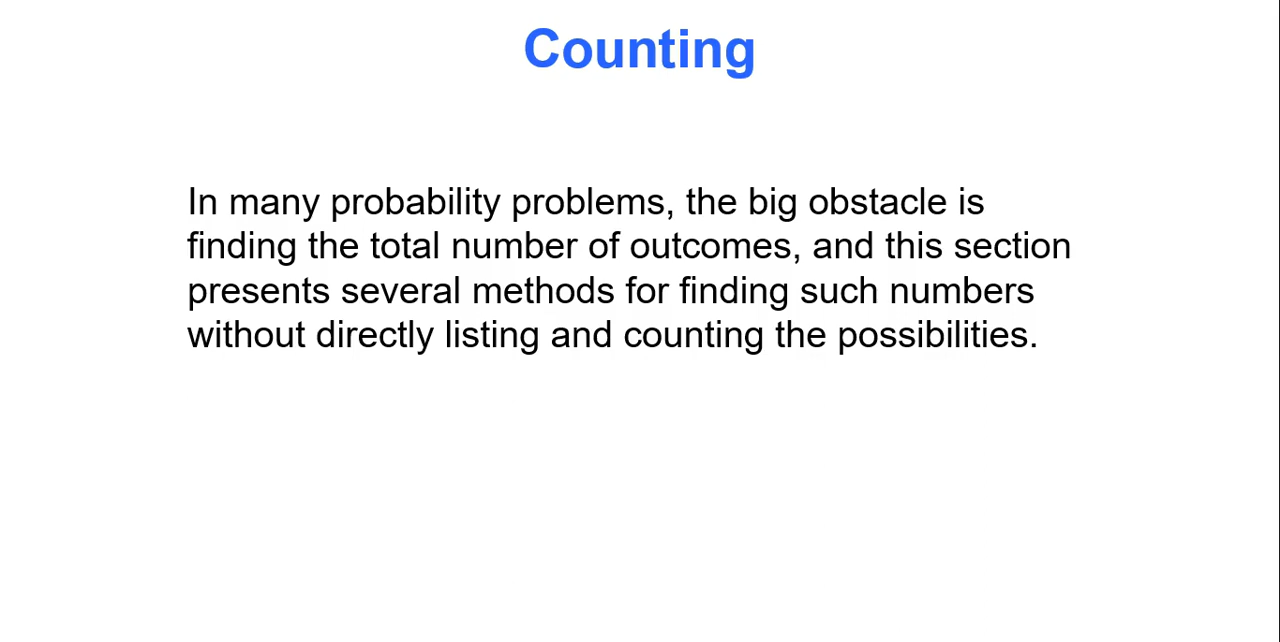 Counting
In many probability problems, the big obstacle is
finding the total number of outcomes, and this section
presents several methods for finding such numbers
without directly listing and counting the possibilities.